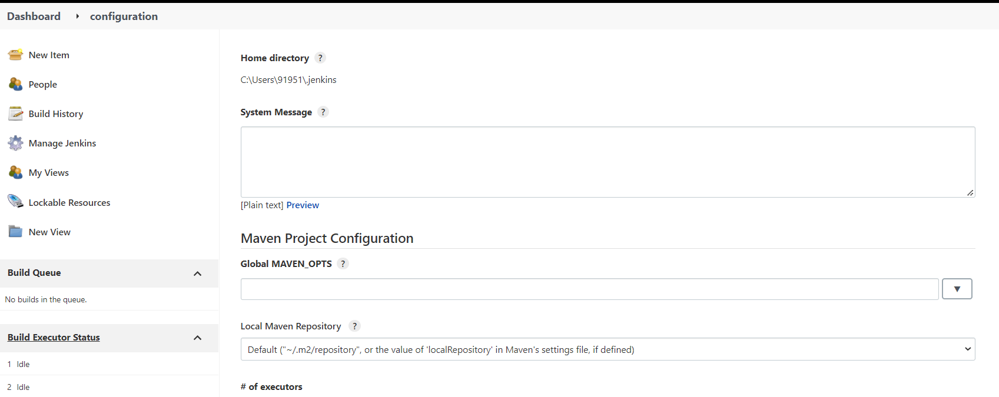 Dashboard configuration
New Item
People
Build History
Manage Jenkins
My Views
Lockable Resources
New View
Build Queue
No builds in the queue.
Build Executor Status
1 Idle
2 Idle
Home directory ?
C:\Users\91951\.jenkins
System Message ?
[Plain text] Preview
Maven Project Configuration
Global MAVEN_OPTS ?
Local Maven Repository ?
Default ("~/.m2/repository", or the value of 'localRepository' in Maven's settings file, if defined)
# of executors